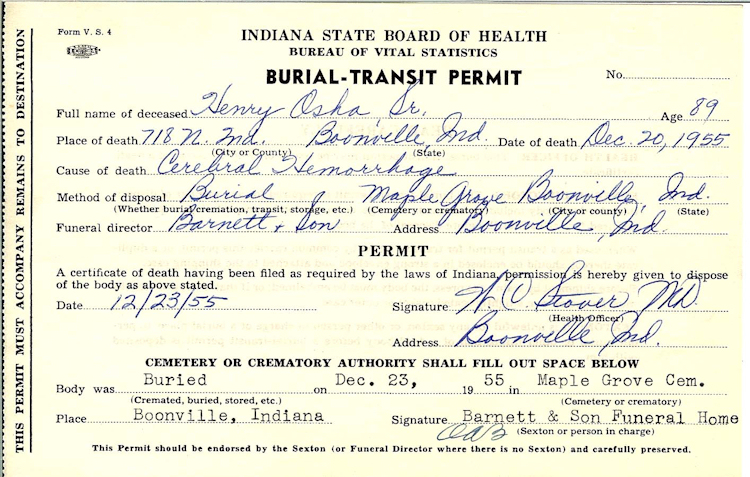 THIS PERMIT MUST ACCOMPANY REMAINS TO DESTINATION
Form V. S. 4
INDIANA STATE BOARD OF HEALTH
BUREAU OF VITAL STATISTICS
BURIAL-TRANSIT PERMIT
No.
Full name of deceased Henry Osha Sr. Age 89
Place of death 718 N. Ind. Boonville, Ind. Date of death Dec. 20, 1955
(City or County) (State)
Cause of death Cerebral Hemorrhage
Method of disposal Burial Maple Grove Boonville, Ind.
(Whether burial, cremation, transit, storage, etc.) (Cemetery or crematory) (City or county) (State)
Funeral director Barnett & Son Address Boonville, Ind.
PERMIT
A certificate of death having been filed as required by the laws of Indiana, permission is hereby given to dispose
of the body as above stated.
Date 12/23/55 Signature W. C. Stover MD.
(Health Officer)
Address Boonville, Ind.
CEMETERY OR CREMATORY AUTHORITY SHALL FILL OUT SPACE BELOW
Body was Buried on Dec. 23, 1955 in Maple Grove Cem.
(Cremated, buried, stored, etc.) (Cemetery or crematory)
Place Boonville, Indiana Signature Barnett & Son Funeral Home
(Sexton or person in charge)
This Permit should be endorsed by the Sexton (or Funeral Director where there is no Sexton) and carefully preserved.